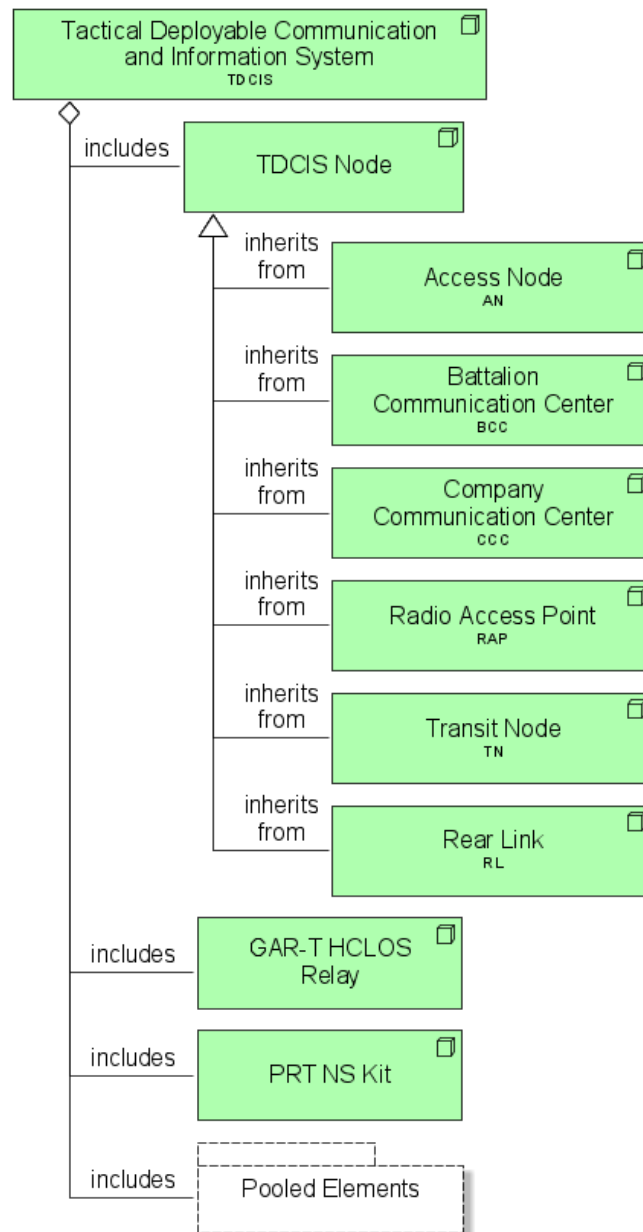 Tactical Deployable Communication
and Information System
TDCIS
includes
TDCIS Node
inherits
from
Access Node
AN
inherits
from
Battalion
Communication Center
BCC
inherits
from
Company
Communication Center
CCC
inherits
from
Radio Access Point
RAP
inherits
from
Transit Node
TN
inherits
from
Rear Link
RL
includes
GAR-T HCLOS
Relay
includes
PRT NS Kit
includes
Pooled Elements